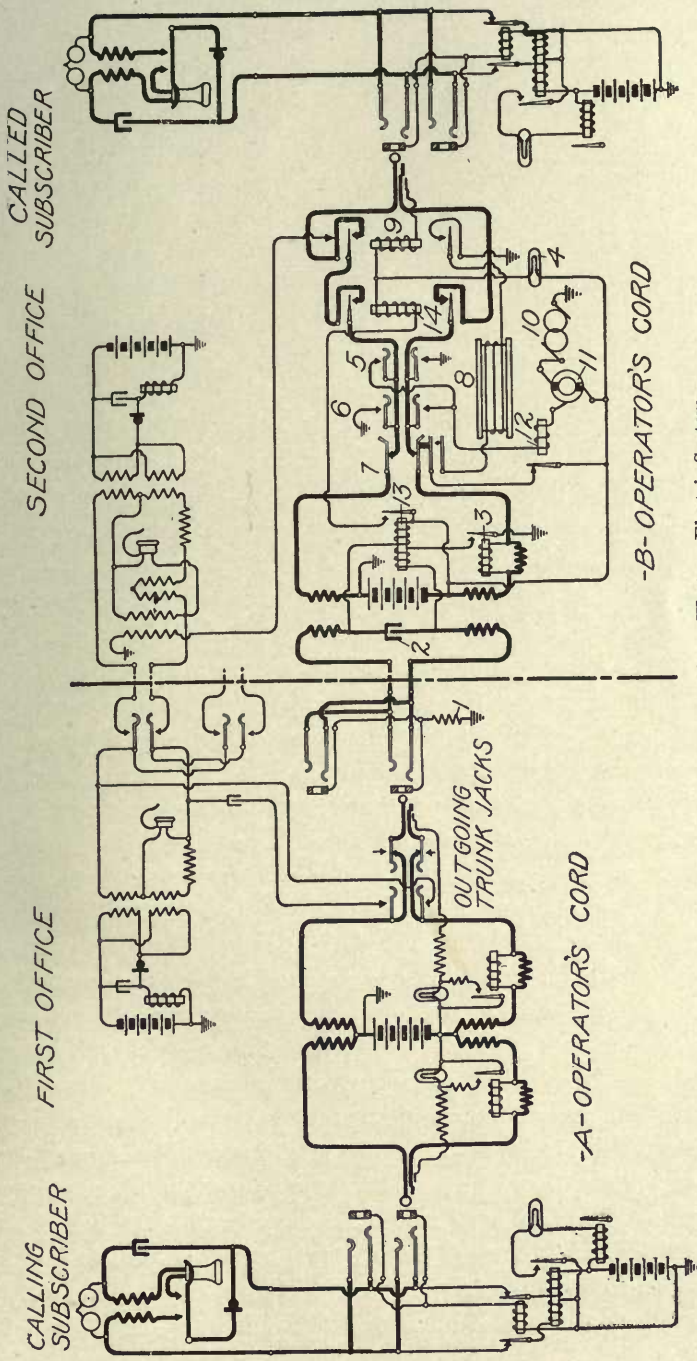 CALLING
SUBSCRIBER
FIRST OFFICE
SECOND OFFICE
CALLED
SUBSCRIBER
1
2
3
4
5
6
7
8
9
10
11
12
13
14
OUTGOING
TRUNK JACKS
-A-OPERATOR'S CORD
-B-OPERATOR'S CORD